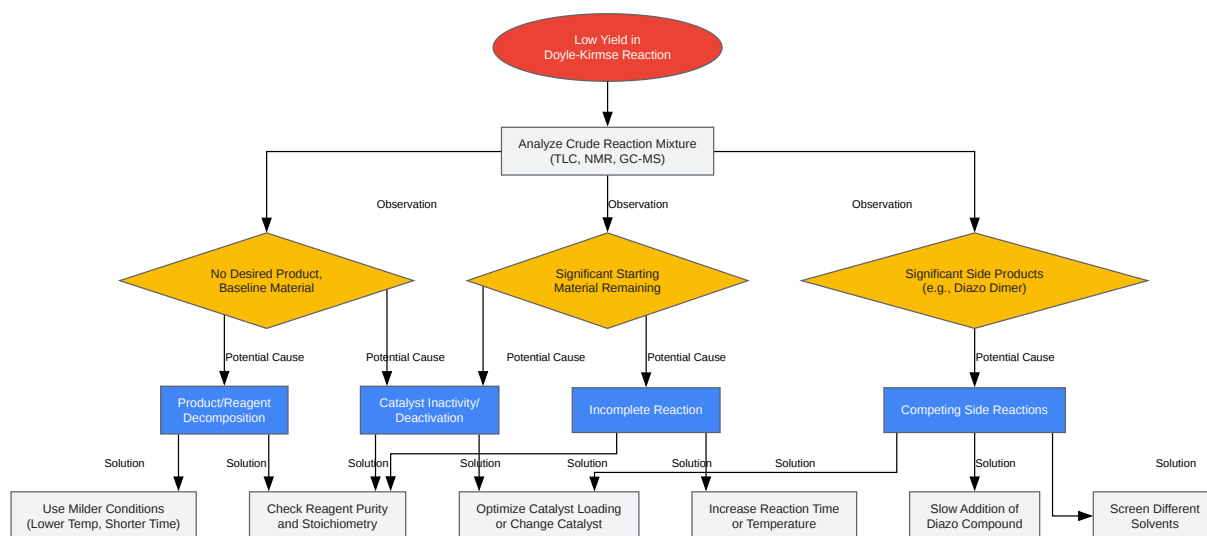 Low Yield in
Doyle-Kirmse Reaction
Analyze Crude Reaction Mixture
(TLC, NMR, GC-MS)
Observation
Observation
Observation
No Desired Product,
Baseline Material
Significant Starting
Material Remaining
Significant Side Products
(e.g., Diazo Dimer)
Potential Cause
Potential Cause
Potential Cause
Potential Cause
Potential Cause
Product/Reagent
Decomposition
Catalyst Inactivity/
Deactivation
Incomplete Reaction
Competing Side Reactions
Solution
Solution
Solution
Solution
Solution
Solution
Solution
Solution
Solution
Use Milder Conditions
(Lower Temp, Shorter Time)
Check Reagent Purity
and Stoichiometry
Optimize Catalyst Loading
or Change Catalyst
Increase Reaction Time
or Temperature
Slow Addition of
Diazo Compound
Screen Different
Solvents